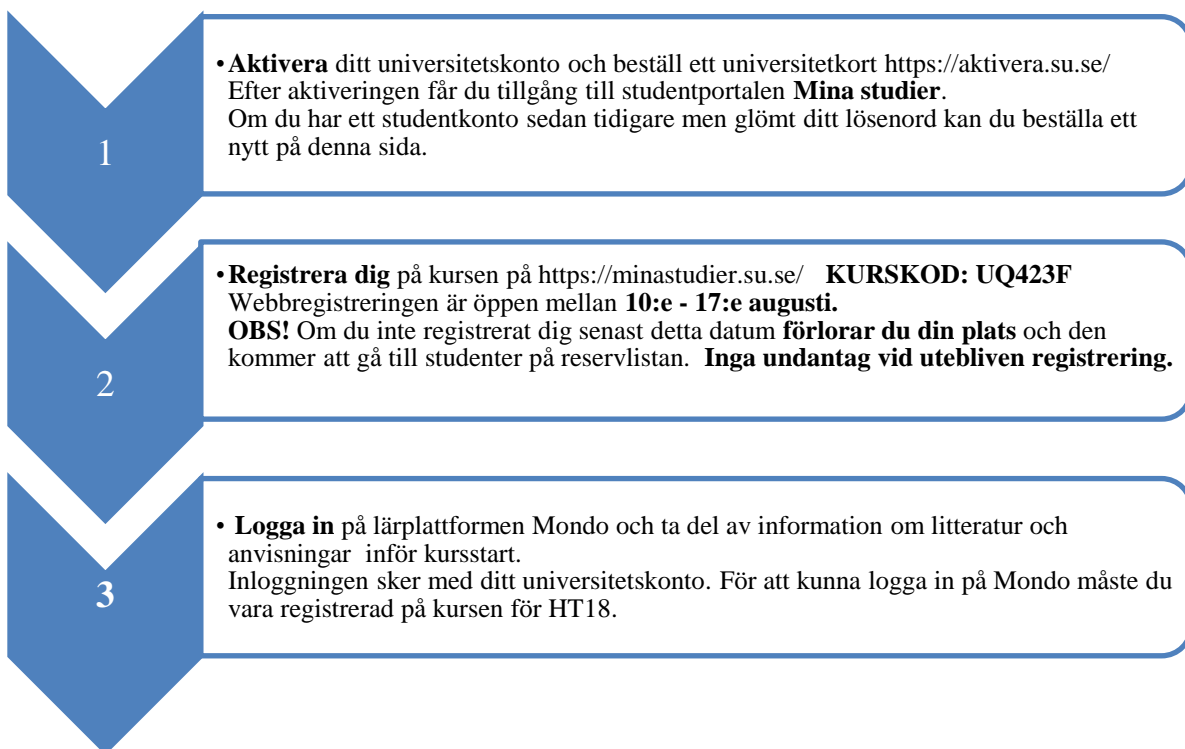 1
• Aktivera ditt universitetskonto och beställ ett universitetkort https://aktivera.su.se/
Efter aktiveringen får du tillgång till studentportalen Mina studier.
Om du har ett studentkonto sedan tidigare men glömt ditt lösenord kan du beställa ett
nytt på denna sida.
2
• Registrera dig på kursen på https://minastudier.su.se/ KURSKOD: UQ423F
Webbregistreringen är öppen mellan 10:e - 17:e augusti.
OBS! Om du inte registrerat dig senast detta datum förlorar du din plats och den
kommer att gå till studenter på reservlistan. Inga undantag vid utebliven registrering.
3
• Logga in på lärplattformen Mondo och ta del av information om litteratur och
anvisningar inför kursstart.
Inloggningen sker med ditt universitetskonto. För att kunna logga in på Mondo måste du
vara registrerad på kursen för HT18.